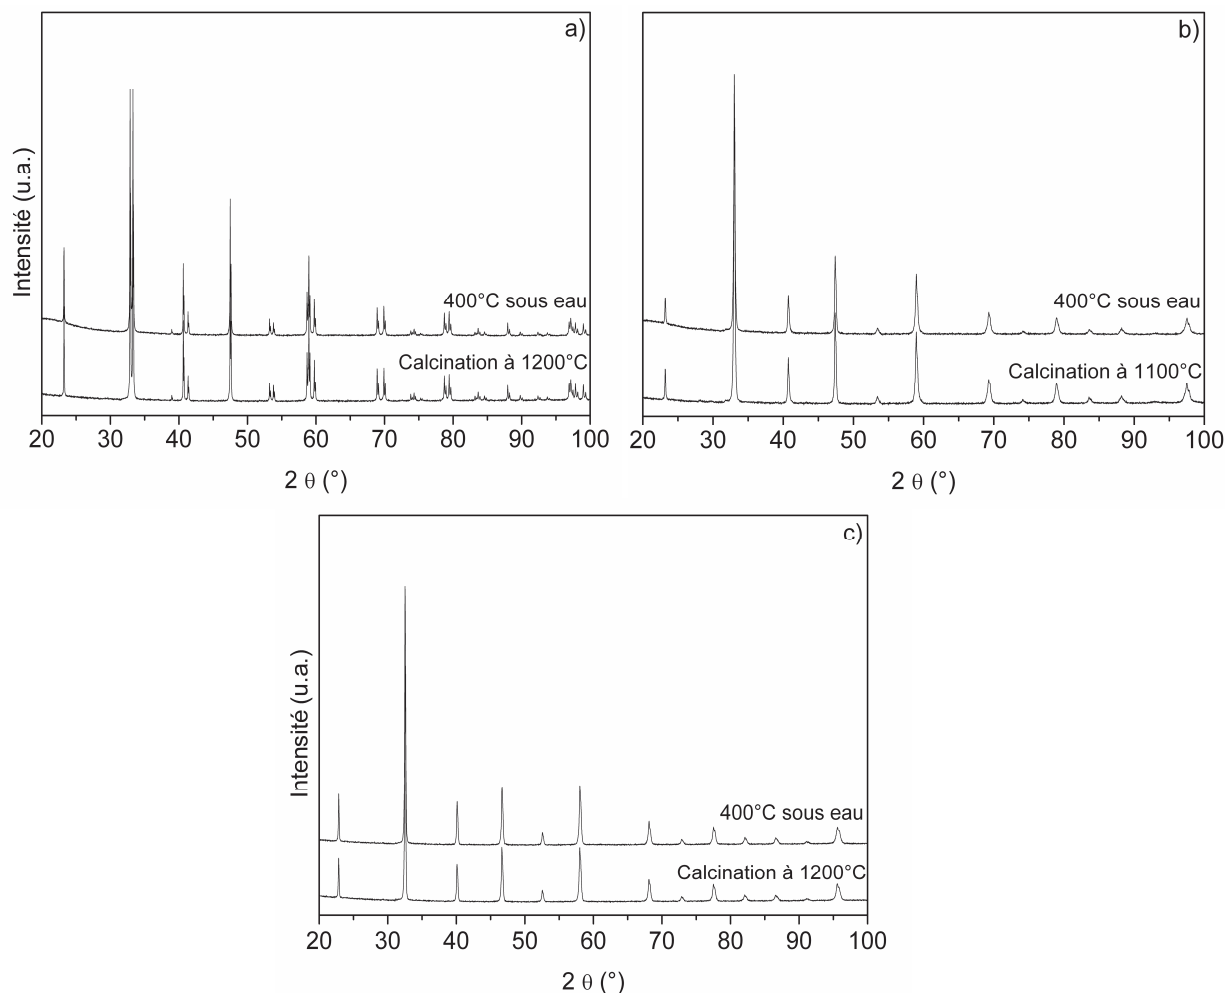 a)
Intensité (u.a.)
400°C sous eau
Calcination à 1200°C
20 30 40 50 60 70 80 90 100
2 θ (°)
b)
400°C sous eau
Calcination à 1100°C
20 30 40 50 60 70 80 90 100
2 θ (°)
c)
Intensité (u.a.)
400°C sous eau
Calcination à 1200°C
20 30 40 50 60 70 80 90 100
2 θ (°)